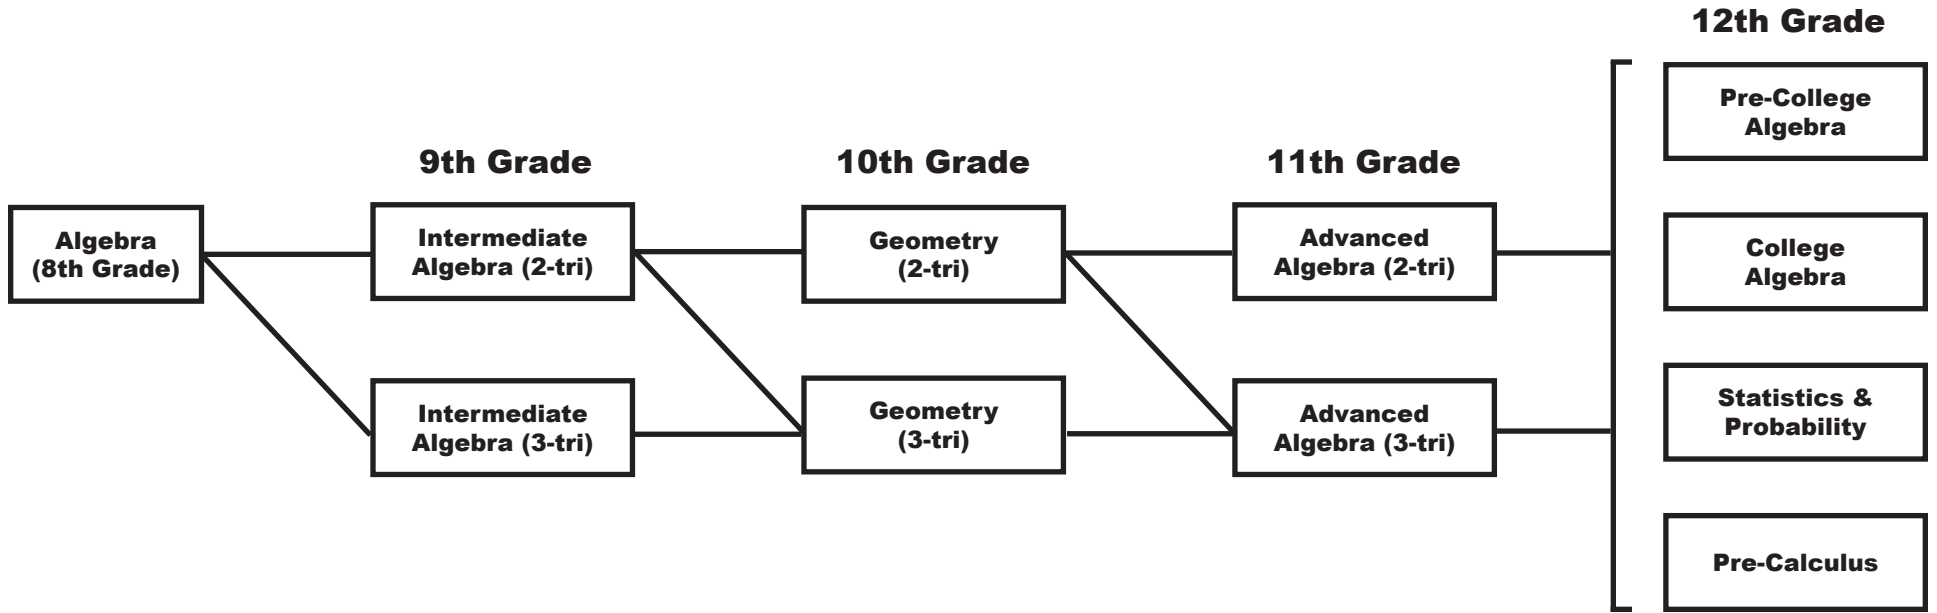 12th Grade
Pre-College
Algebra
9th Grade
10th Grade
11th Grade
Algebra
(8th Grade)
Intermediate
Algebra (2-tri)
Geometry
(2-tri)
Advanced
Algebra (2-tri)
College
Algebra
Intermediate
Algebra (3-tri)
Geometry
(3-tri)
Advanced
Algebra (3-tri)
Statistics &
Probability
Pre-Calculus